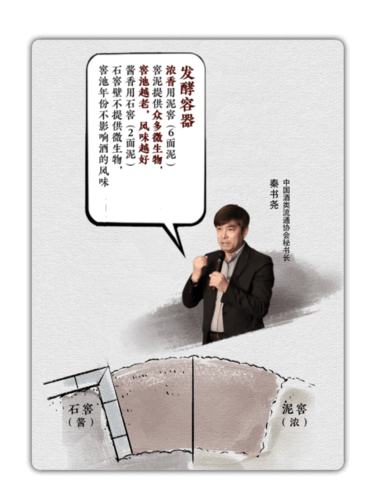 发酵容器
浓香用泥窖（6面泥）
窖泥提供众多微生物，
窖池越老，风味越好
酱香用石窖（2面泥）
石窖壁不提供微生物，
窖池年份不影响酒的风味
中国酒类流通协会秘书长
秦书尧
石窖
（酱）
泥窖
（浓）